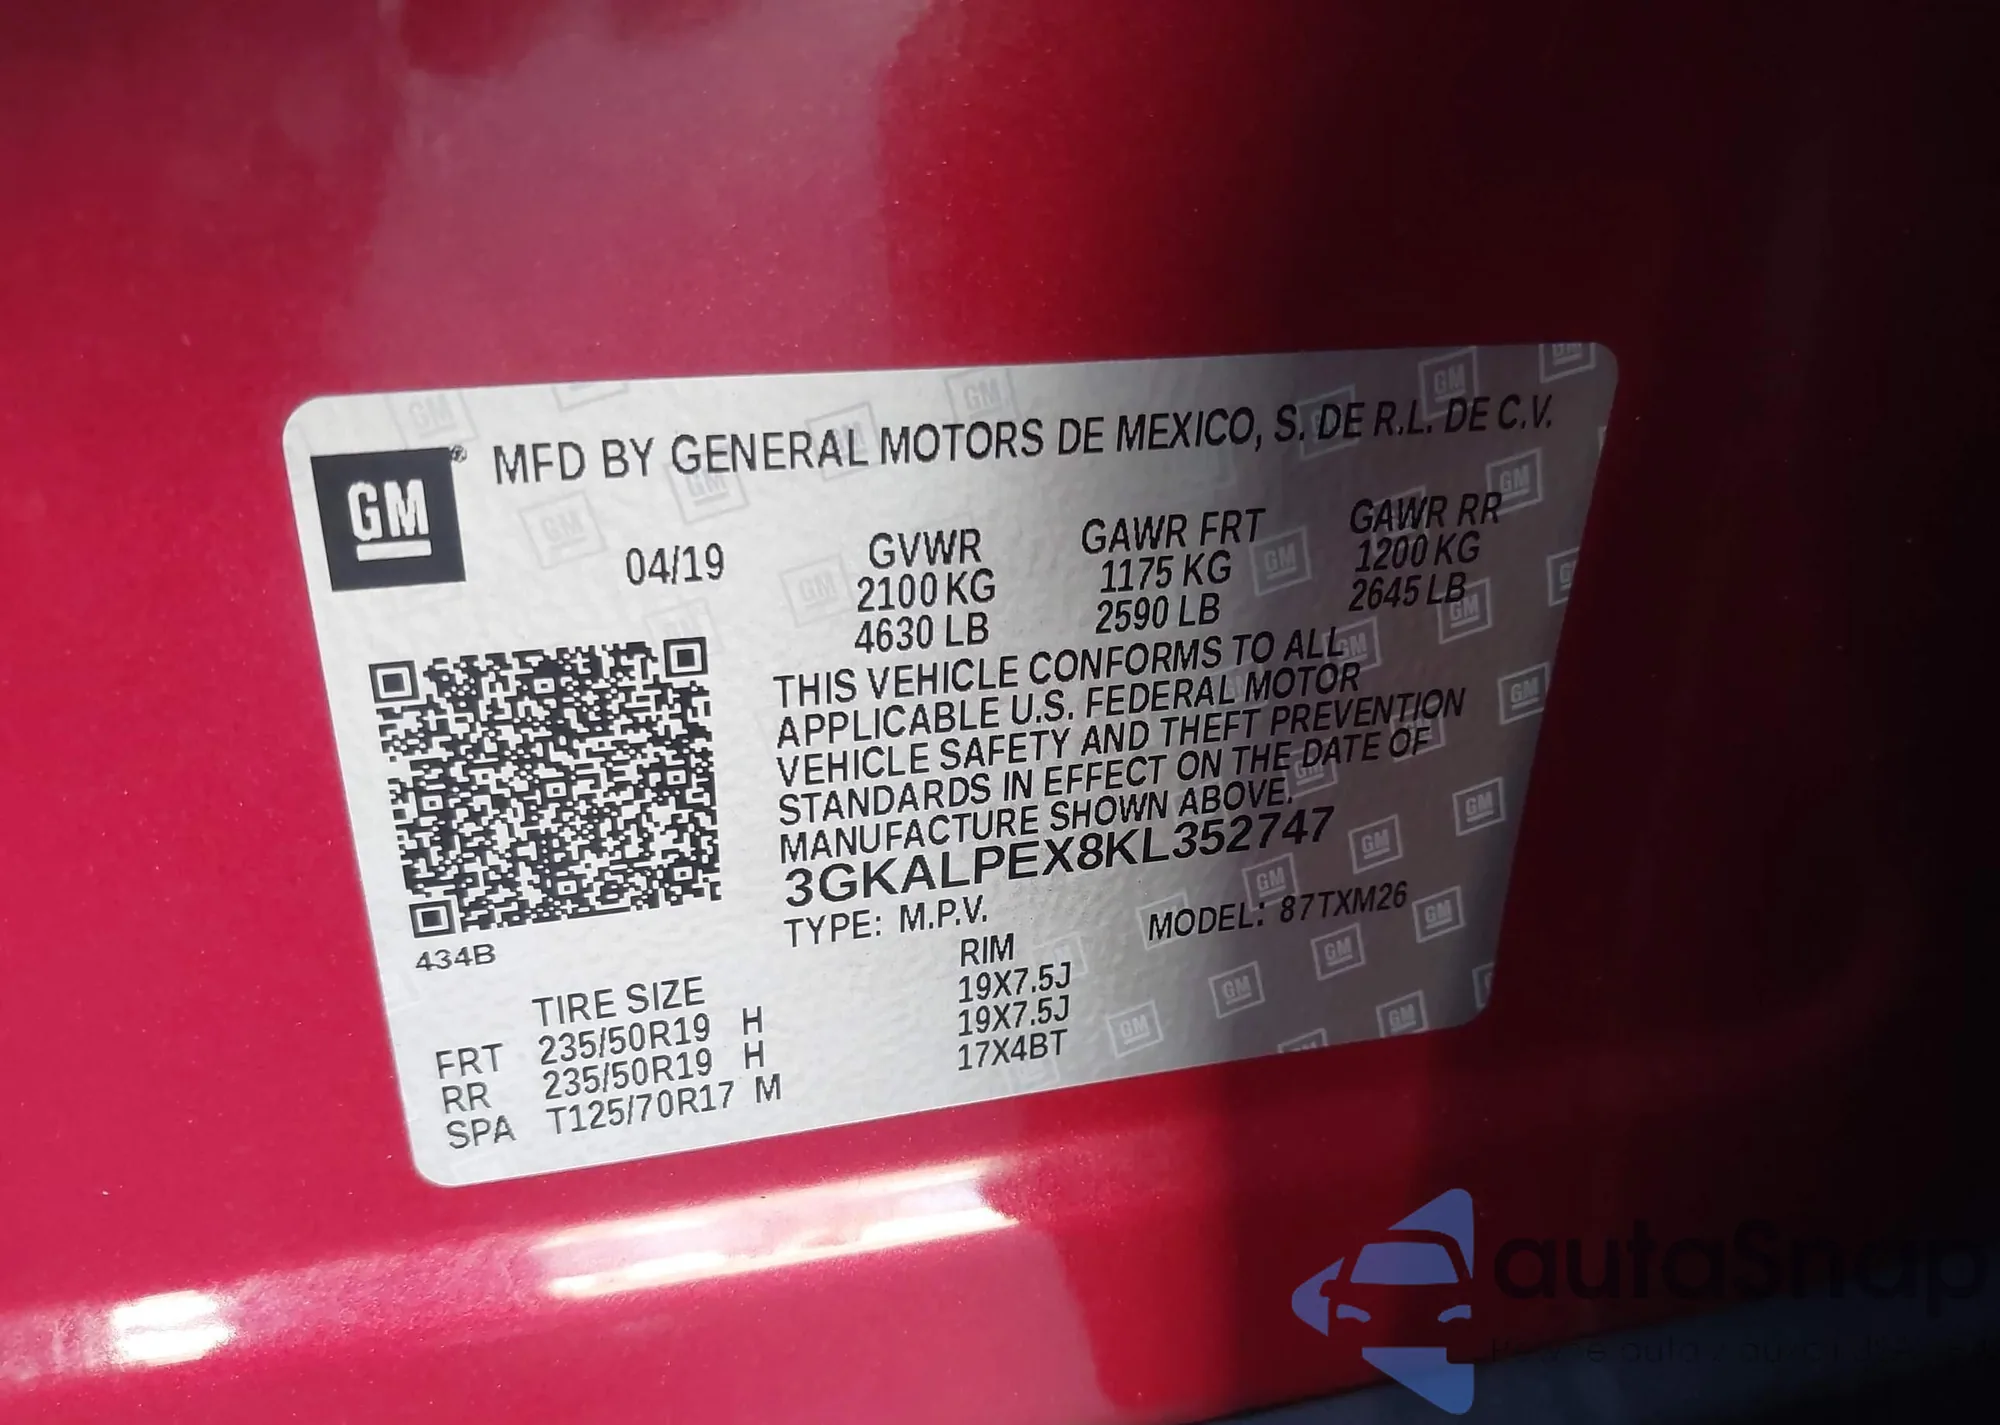 GM
MFD BY GENERAL MOTORS DE MEXICO, S. DE R.L. DE C.V.
04/19
GVWR GAWR FRT GAWR RR
2100 KG 1175 KG 1200 KG
4630 LB 2590 LB 2645 LB
THIS VEHICLE CONFORMS TO ALL
APPLICABLE U.S. FEDERAL MOTOR
VEHICLE SAFETY AND THEFT PREVENTION
STANDARDS IN EFFECT ON THE DATE OF
MANUFACTURE SHOWN ABOVE.
3GKALPEX8KL352747
TYPE: M.P.V. MODEL: 87TXM26
434B
TIRE SIZE RIM
FRT 235/50R19 H 19X7.5J
RR 235/50R19 H 19X7.5J
SPA T125/70R17 M 17X4BT
autaSnap